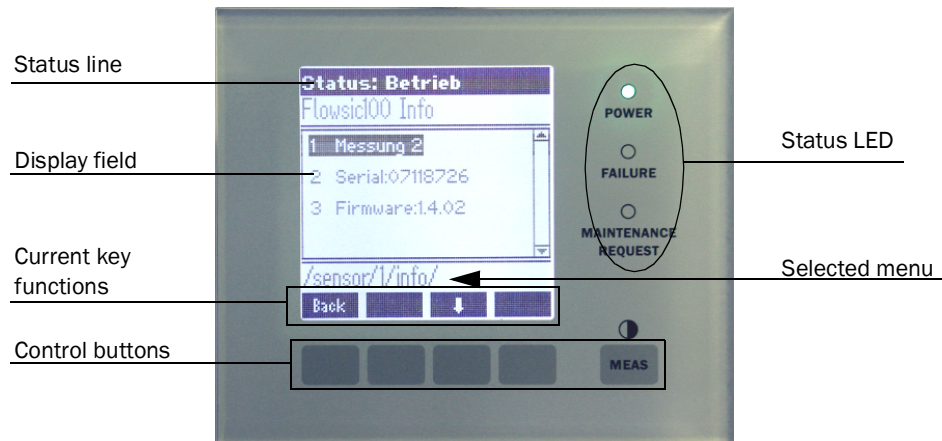 Status line
Display field
Current key
functions
Control buttons
Status: Betrieb
Flowsic100 Info
1 Messung 2
2 Serial:07118726
3 Firmware:1.4.02
/sensor/1/info/
Back
POWER
FAILURE
MAINTENANCE
REQUEST
MEAS
Status LED
Selected menu